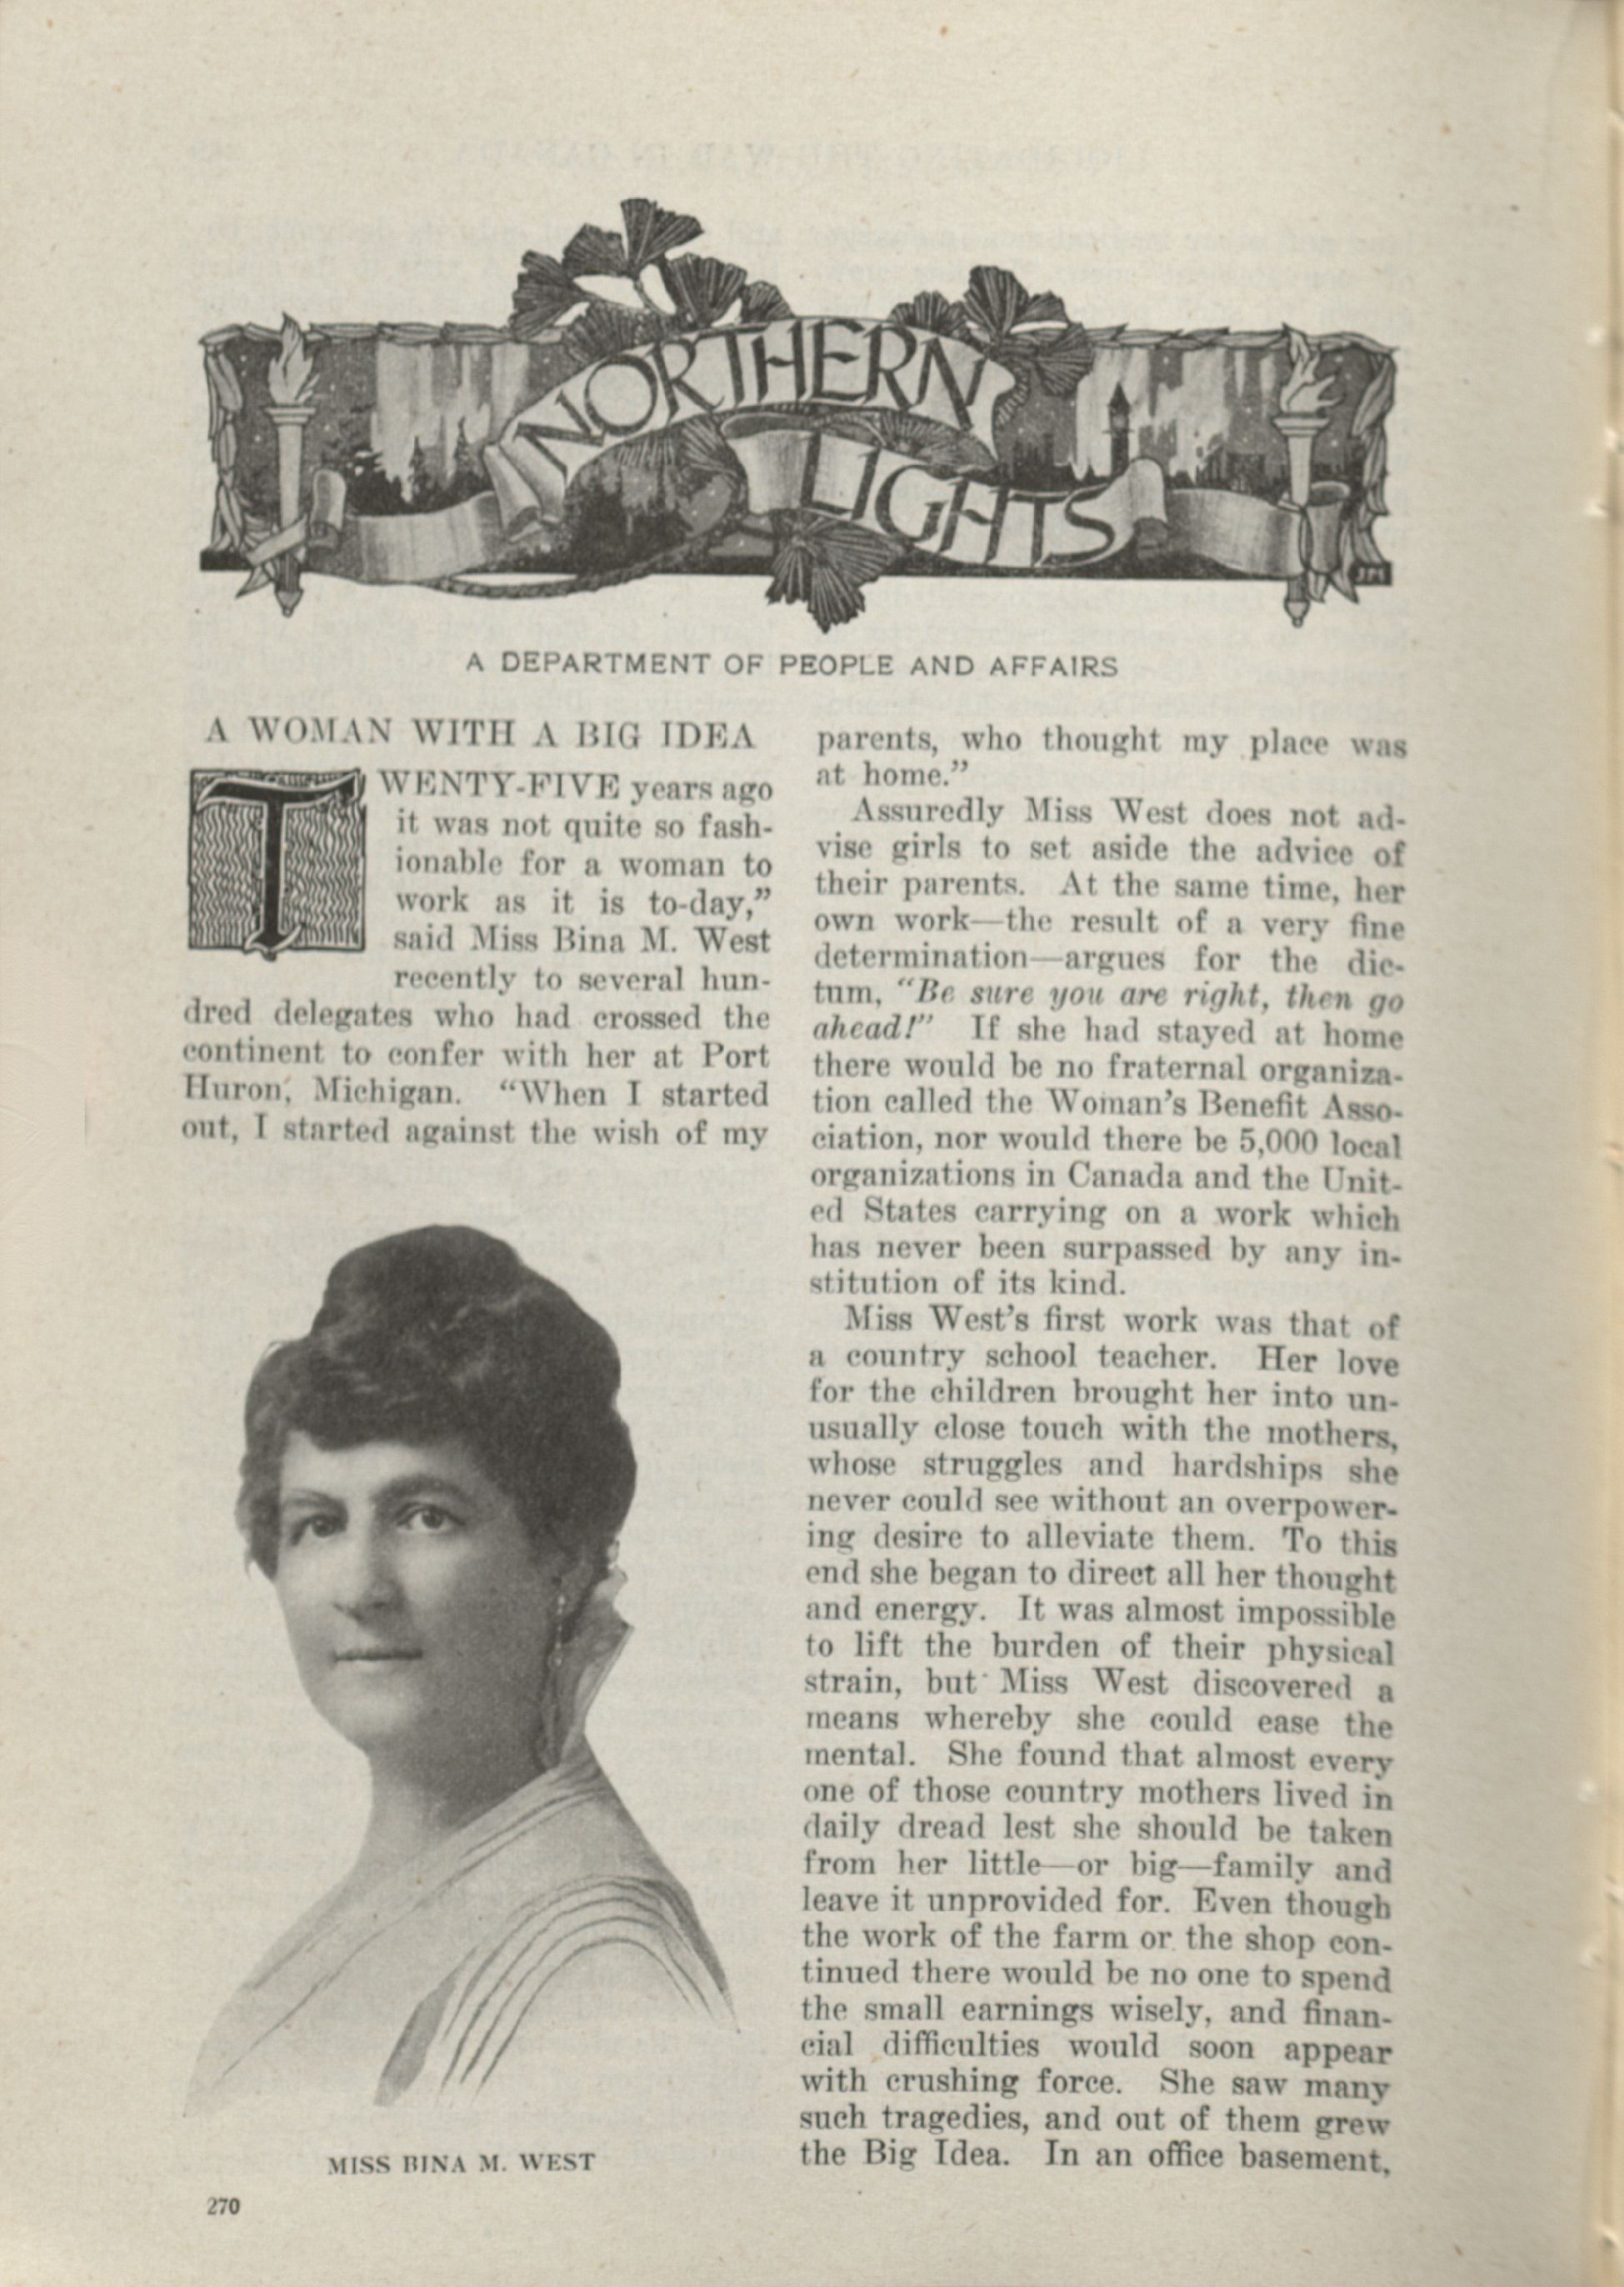 NORTHERN
LIGHTS
A DEPARTMENT OF PEOPLE AND AFFAIRS
A WOMAN WITH A BIG IDEA
TWENTY-FIVE years ago
it was not quite so fash-
ionable for a woman to
work as it is to-day,”
said Miss Bina M. West
recently to several hun-
dred delegates who had crossed the
continent to confer with her at Port
Huron, Michigan. “When I started
out, I started against the wish of my
MISS BINA M. WEST
270
parents, who thought my place was
at home.”
Assuredly Miss West does not ad-
vise girls to set aside the advice of
their parents. At the same time, her
own work—the result of a very fine
determination—argues for the dic-
tum, “Be sure you are right, then go
ahead!” If she had stayed at home
there would be no fraternal organiza-
tion called the Woman’s Benefit Asso-
ciation, nor would there be 5,000 local
organizations in Canada and the Unit-
ed States carrying on a work which
has never been surpassed by any in-
stitution of its kind.
Miss West’s first work was that of
a country school teacher. Her love
for the children brought her into un-
usually close touch with the mothers,
whose struggles and hardships she
never could see without an overpower-
ing desire to alleviate them. To this
end she began to direct all her thought
and energy. It was almost impossible
to lift the burden of their physical
strain, but Miss West discovered a
means whereby she could ease the
mental. She found that almost every
one of those country mothers lived in
daily dread lest she should be taken
from her little—or big—family and
leave it unprovided for. Even though
the work of the farm or the shop con-
tinued there would be no one to spend
the small earnings wisely, and finan-
cial difficulties would soon appear
with crushing force. She saw many
such tragedies, and out of them grew
the Big Idea. In an office basement,